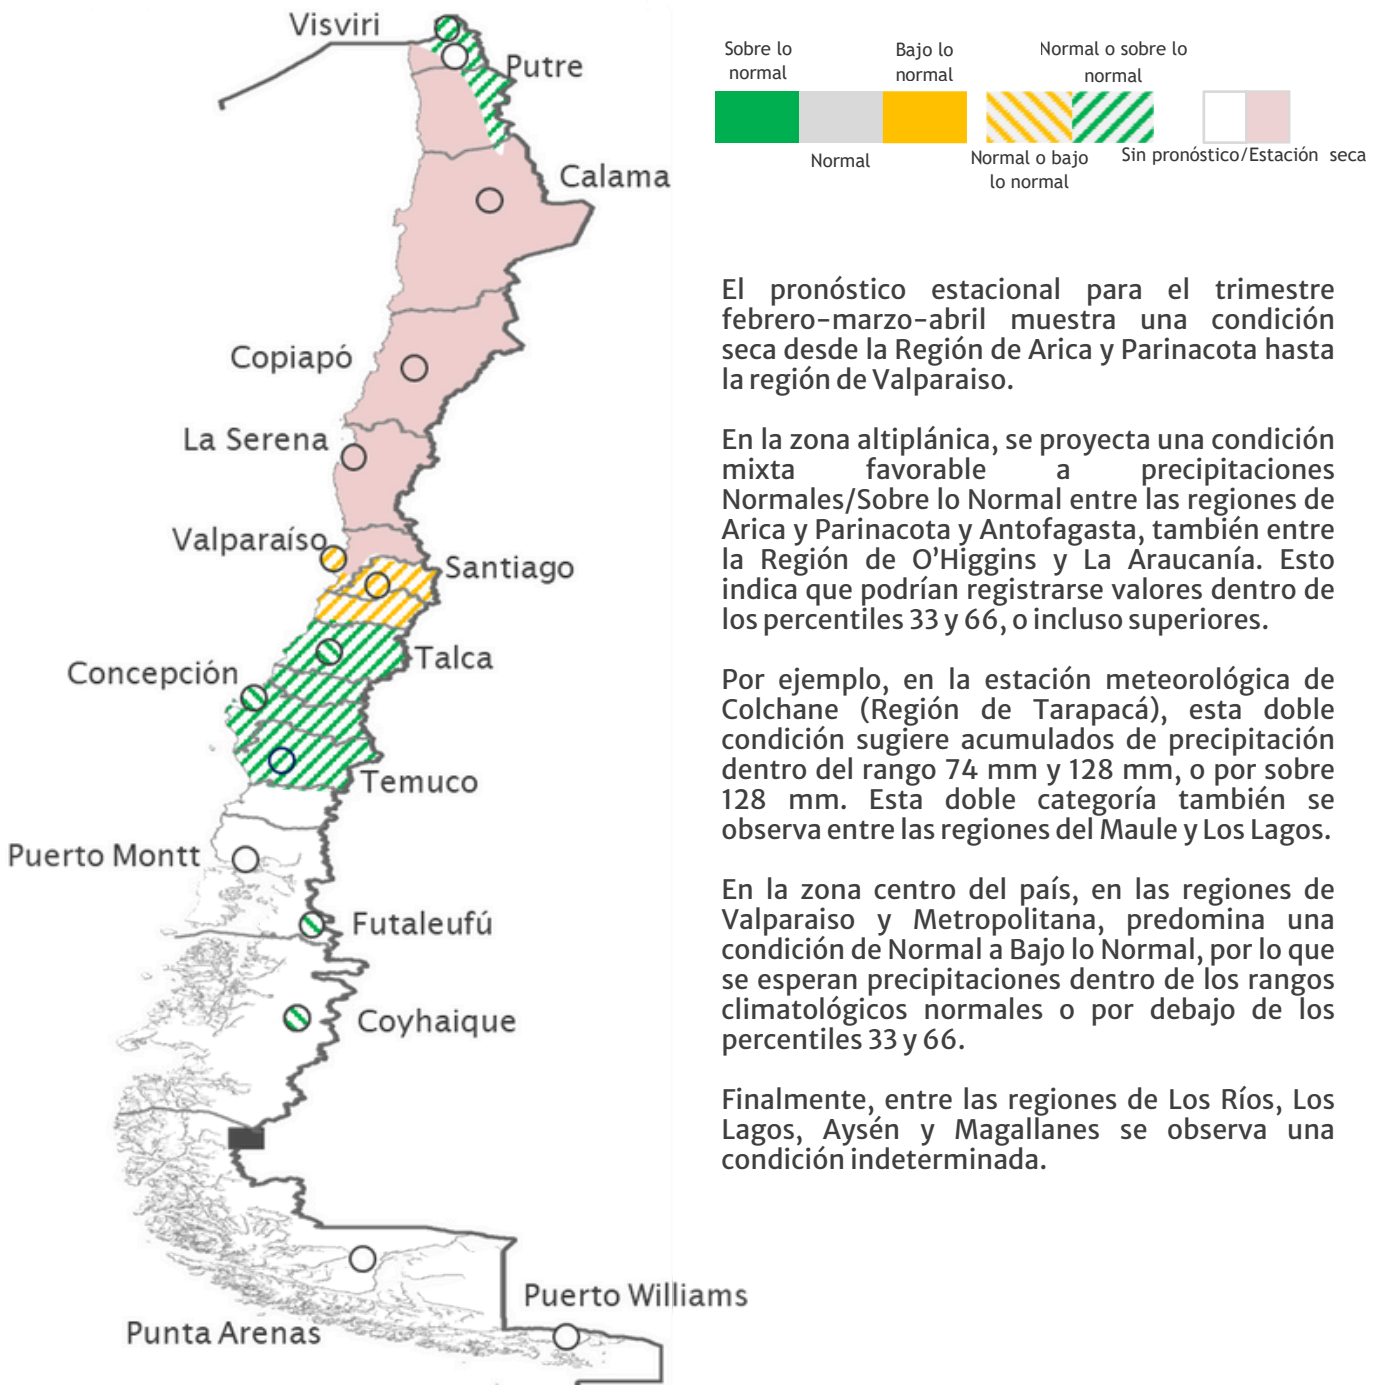 Visviri
Putre
Calama
Copiapó
La Serena
Valparaíso
Santiago
Talca
Concepción
Temuco
Puerto Montt
Futaleufú
Coyhaique
Puerto Williams
Punta Arenas
Sobre lo
normal
Bajo lo
normal
Normal o sobre lo
normal
Normal
Normal o bajo
lo normal
Sin pronóstico/Estación seca
El pronóstico estacional para el trimestre
febrero-marzo-abril muestra una condición
seca desde la Región de Arica y Parinacota hasta
la región de Valparaiso.
En la zona altiplánica, se proyecta una condición
mixta favorable a precipitaciones
Normales/Sobre lo Normal entre las regiones de
Arica y Parinacota y Antofagasta, también entre
la Región de O’Higgins y La Araucanía. Esto
indica que podrían registrarse valores dentro de
los percentiles 33 y 66, o incluso superiores.
Por ejemplo, en la estación meteorológica de
Colchane (Región de Tarapacá), esta doble
condición sugiere acumulados de precipitación
dentro del rango 74 mm y 128 mm, o por sobre
128 mm. Esta doble categoría también se
observa entre las regiones del Maule y Los Lagos.
En la zona centro del país, en las regiones de
Valparaiso y Metropolitana, predomina una
condición de Normal a Bajo lo Normal, por lo que
se esperan precipitaciones dentro de los rangos
climatológicos normales o por debajo de los
percentiles 33 y 66.
Finalmente, entre las regiones de Los Ríos, Los
Lagos, Aysén y Magallanes se observa una
condición indeterminada.